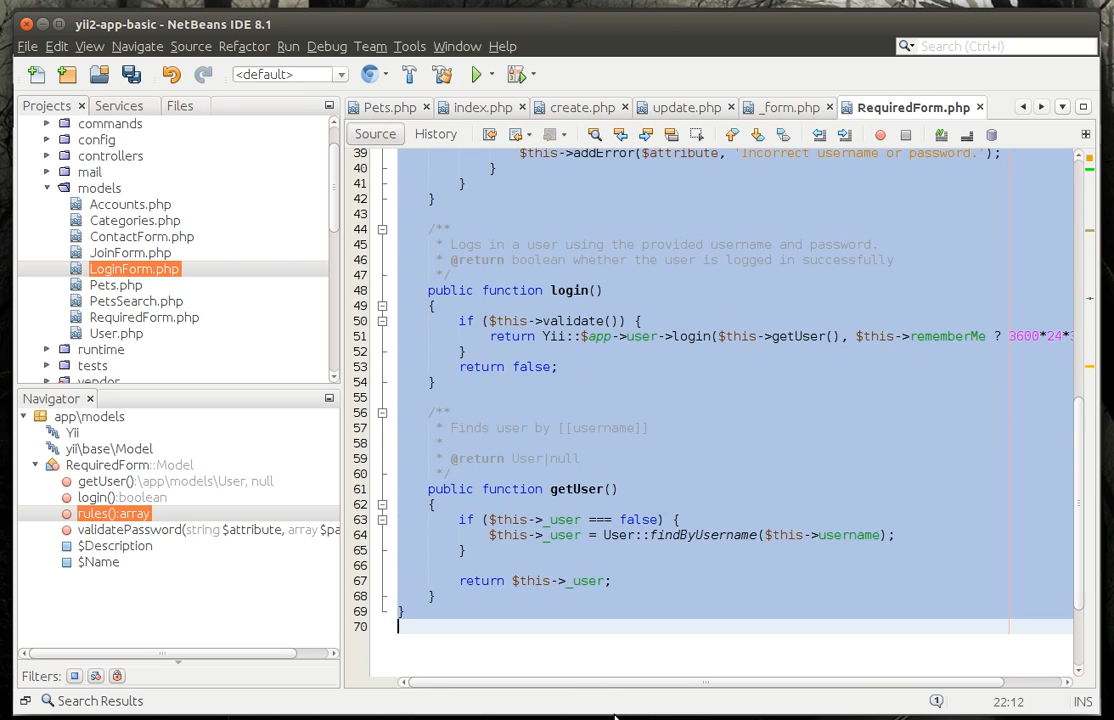 yii2-app-basic - NetBeans IDE 8.1
File Edit View Navigate Source Refactor Run Debug Team Tools Window Help
Search (Ctrl+I)
<default>
Projects Services Files
commands
config
controllers
mail
models
Accounts.php
Categories.php
ContactForm.php
JoinForm.php
LoginForm.php
Pets.php
PetsSearch.php
RequiredForm.php
User.php
runtime
tests
vendor
Navigator
app\models
Yii
yii\base\Model
RequiredForm::Model
getUser():\app\models\User, null
login():boolean
rules():array
validatePassword(string $attribute, array $pa
$Description
$Name
Filters:
Search Results
Pets.php index.php create.php update.php _form.php RequiredForm.php
Source History
39 $this->addError($attribute, 'Incorrect username or password.');
40 }
41 }
42 }
43
44 /**
45 * Logs in a user using the provided username and password.
46 * @return boolean whether the user is logged in successfully
47 */
48 public function login()
49 {
50 if ($this->validate()) {
51 return Yii::$app->user->login($this->getUser(), $this->rememberMe ? 3600*24*3
52 }
53 return false;
54 }
55
56 /**
57 * Finds user by [[username]]
58 *
59 * @return User|null
60 */
61 public function getUser()
62 {
63 if ($this->_user === false) {
64 $this->_user = User::findByUsername($this->username);
65 }
66
67 return $this->_user;
68 }
69 }
70
1 22:12 INS